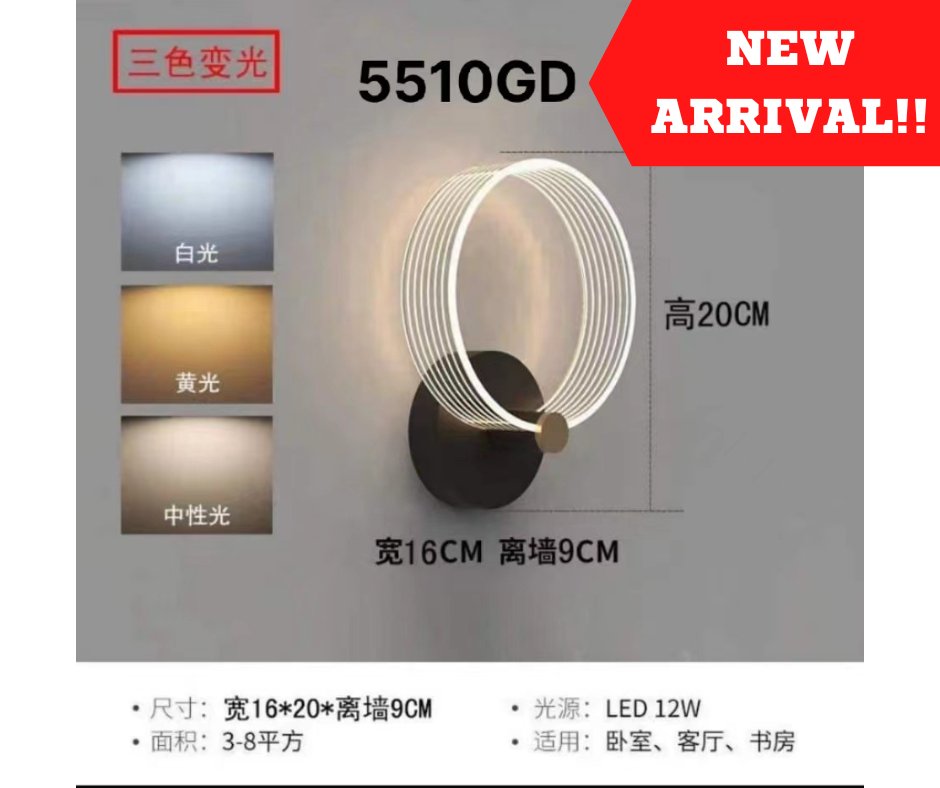 三色变光
5510GD
NEW
ARRIVAL!!
白光
黄光
中性光
高20CM
宽16CM 离墙9CM
• 尺寸：宽16*20*离墙9CM
• 光源：LED 12W
• 面积：3-8平方
• 适用：卧室、客厅、书房